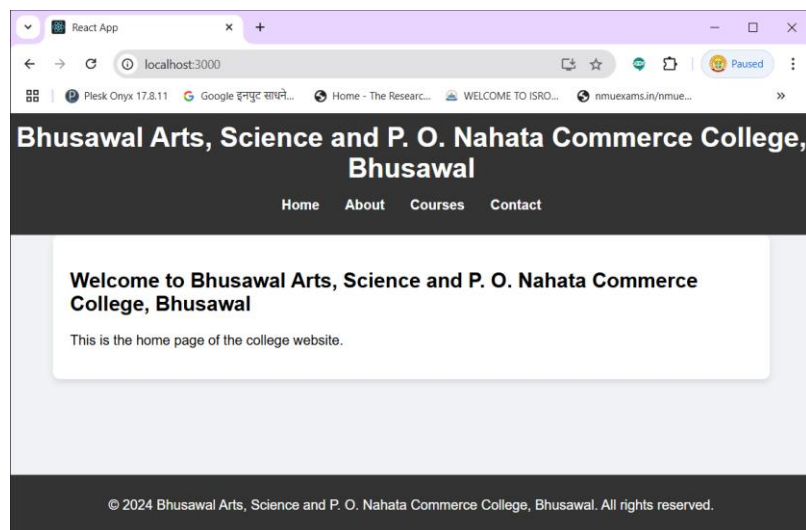 React App
localhost:3000
Paused
Plesk Onyx 17.8.11 Google इनपुट साधने... Home - The Researc... WELCOME TO ISRO... nmuexams.in/nmue... »
Bhusawal Arts, Science and P. O. Nahata Commerce College,
Bhusawal
Home About Courses Contact
Welcome to Bhusawal Arts, Science and P. O. Nahata Commerce
College, Bhusawal
This is the home page of the college website.
© 2024 Bhusawal Arts, Science and P. O. Nahata Commerce College, Bhusawal. All rights reserved.